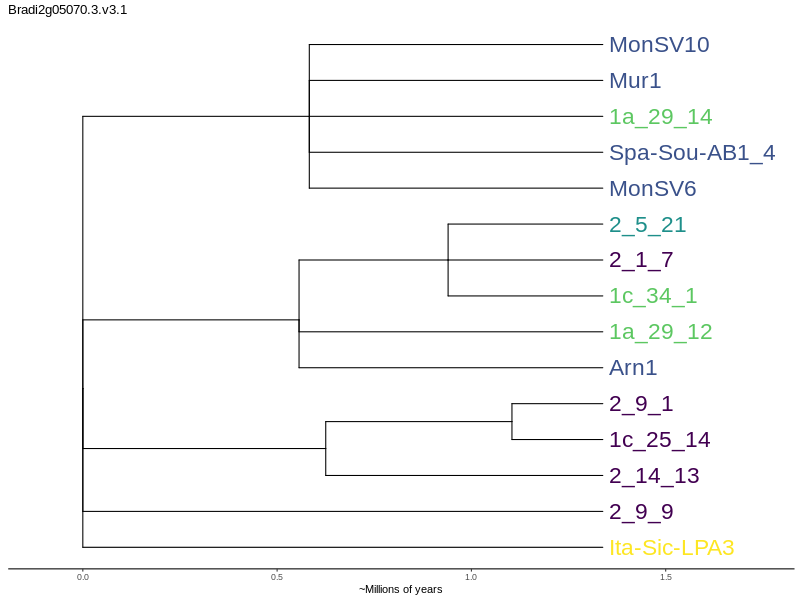 Bradi2g05070.3.v3.1
MonSV10
Mur1
1a_29_14
Spa-Sou-AB1_4
MonSV6
2_5_21
2_1_7
1c_34_1
1a_29_12
Arn1
2_9_1
1c_25_14
2_14_13
2_9_9
Ita-Sic-LPA3
0.0 0.5 1.0 1.5
~Millions of years